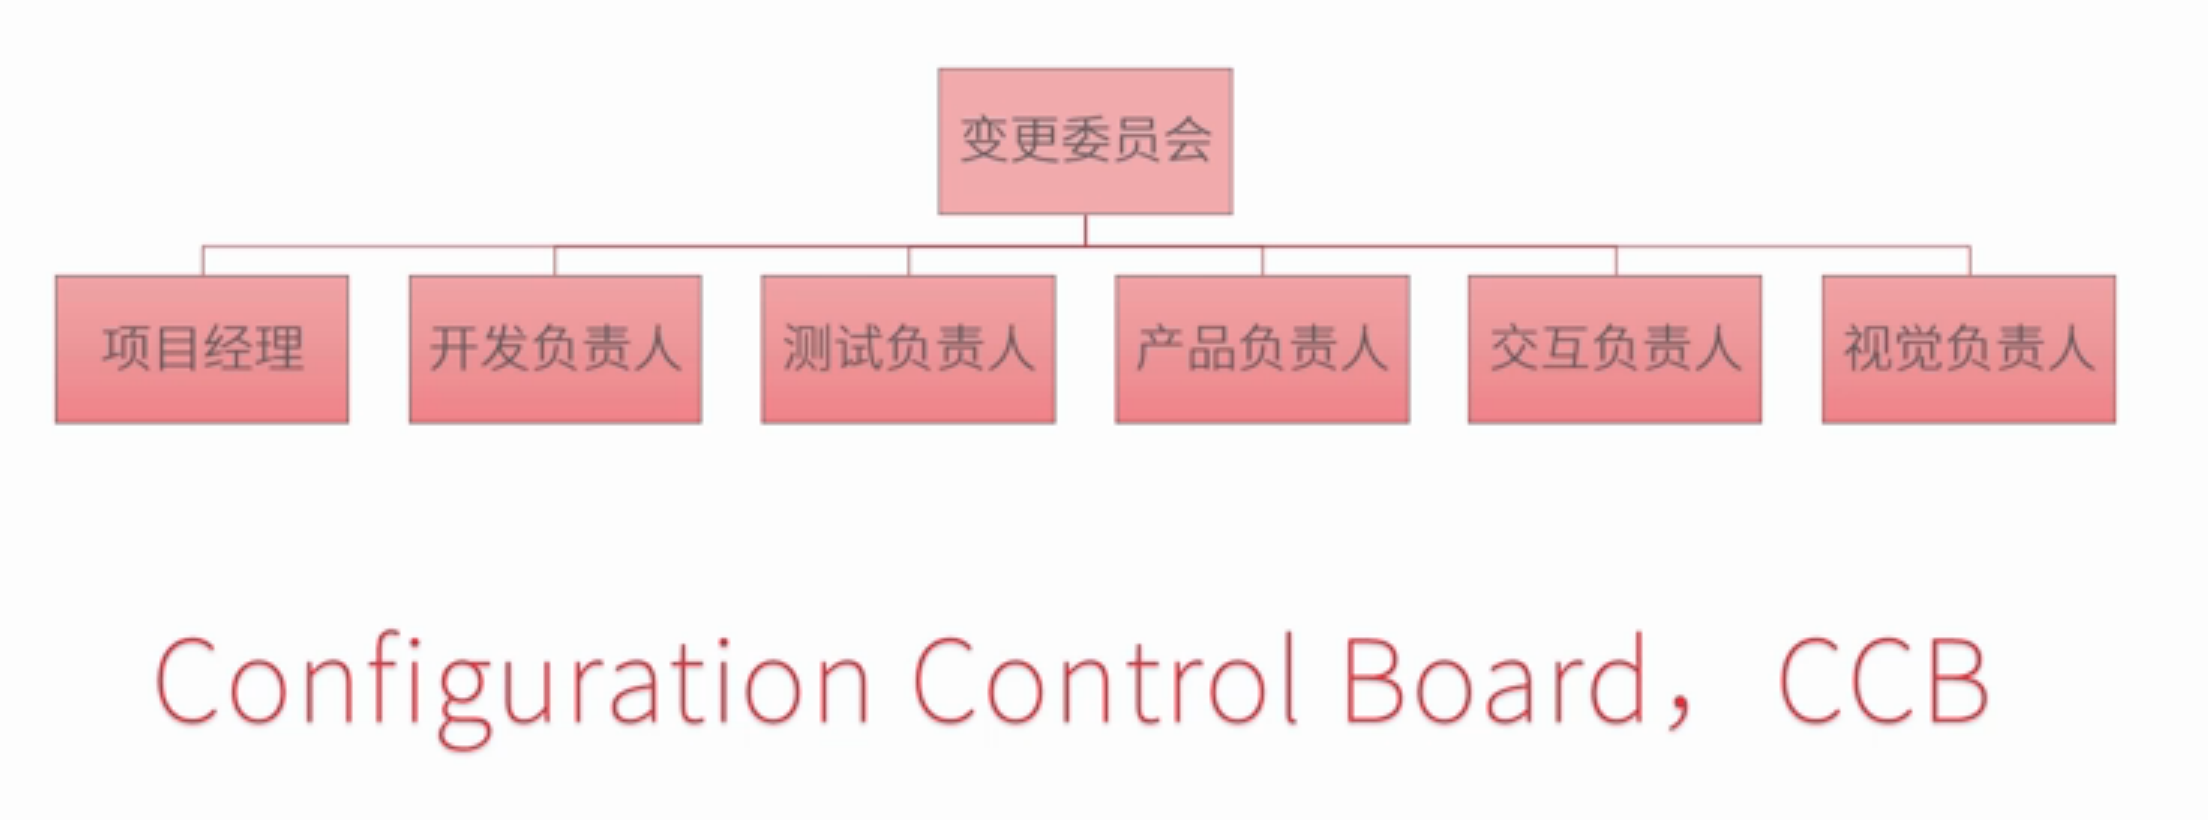 变更委员会
项目经理
开发负责人
测试负责人
产品负责人
交互负责人
视觉负责人
Configuration Control Board，CCB